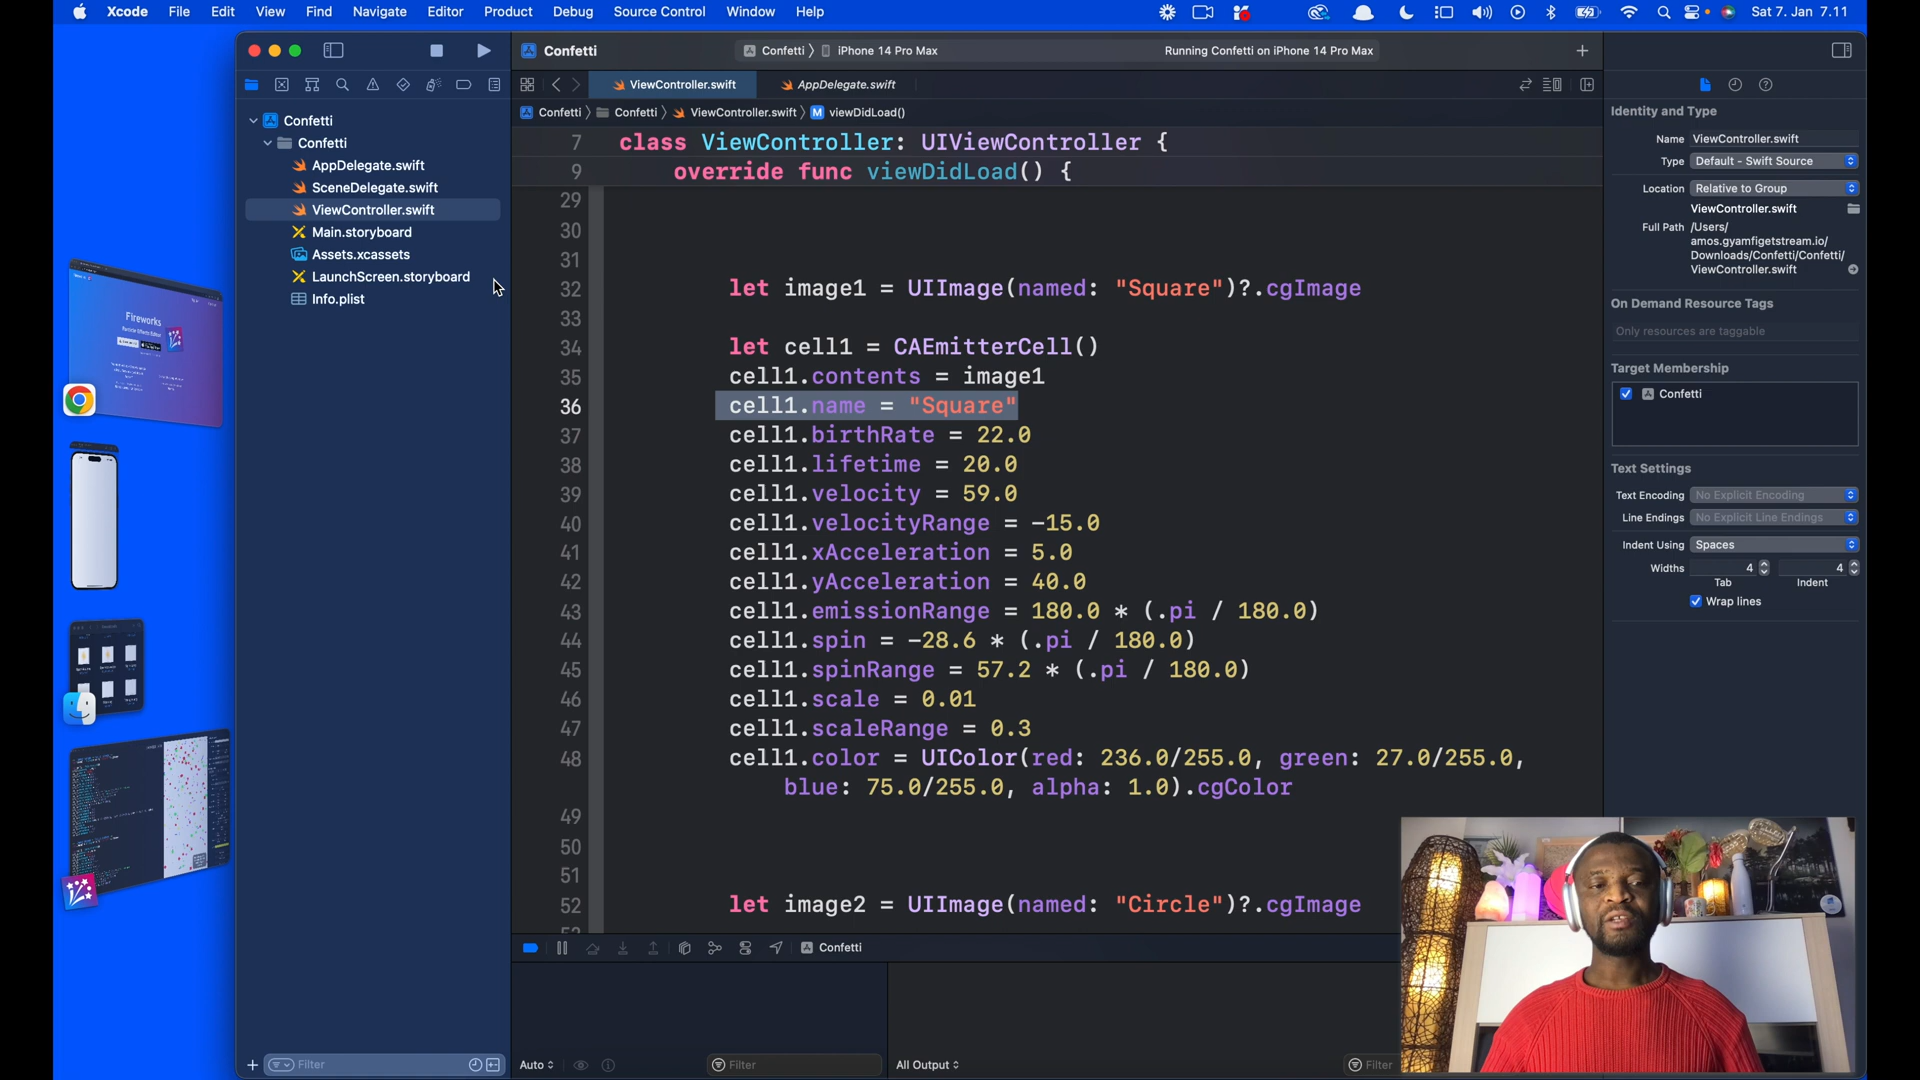 Xcode File Edit View Find Navigate Editor Product Debug Source Control Window Help
Sat 7. Jan 7.11
Confetti
Confetti 〉 iPhone 14 Pro Max
Running Confetti on iPhone 14 Pro Max
ViewController.swift
AppDelegate.swift
Confetti 〉 Confetti 〉 ViewController.swift 〉 M viewDidLoad()
Confetti
Confetti
AppDelegate.swift
SceneDelegate.swift
ViewController.swift
Main.storyboard
Assets.xcassets
LaunchScreen.storyboard
Info.plist
Filter
Fireworks
Particle Effects Editor
7 class ViewController: UIViewController {
9 override func viewDidLoad() {
29
30
31
32 let image1 = UIImage(named: "Square")?.cgImage
33
34 let cell1 = CAEmitterCell()
35 cell1.contents = image1
36 cell1.name = "Square"
37 cell1.birthRate = 22.0
38 cell1.lifetime = 20.0
39 cell1.velocity = 59.0
40 cell1.velocityRange = -15.0
41 cell1.xAcceleration = 5.0
42 cell1.yAcceleration = 40.0
43 cell1.emissionRange = 180.0 * (.pi / 180.0)
44 cell1.spin = -28.6 * (.pi / 180.0)
45 cell1.spinRange = 57.2 * (.pi / 180.0)
46 cell1.scale = 0.01
47 cell1.scaleRange = 0.3
48 cell1.color = UIColor(red: 236.0/255.0, green: 27.0/255.0,
blue: 75.0/255.0, alpha: 1.0).cgColor
49
50
51
52 let image2 = UIImage(named: "Circle")?.cgImage
Confetti
Auto
Filter
All Output
Filter
Identity and Type
Name ViewController.swift
Type Default - Swift Source
Location Relative to Group
ViewController.swift
Full Path /Users/
amos.gyamfigetstream.io/
Downloads/Confetti/Confetti/
ViewController.swift
On Demand Resource Tags
Only resources are taggable
Target Membership
Confetti
Text Settings
Text Encoding No Explicit Encoding
Line Endings No Explicit Line Endings
Indent Using Spaces
Widths 4 4
Tab Indent
Wrap lines